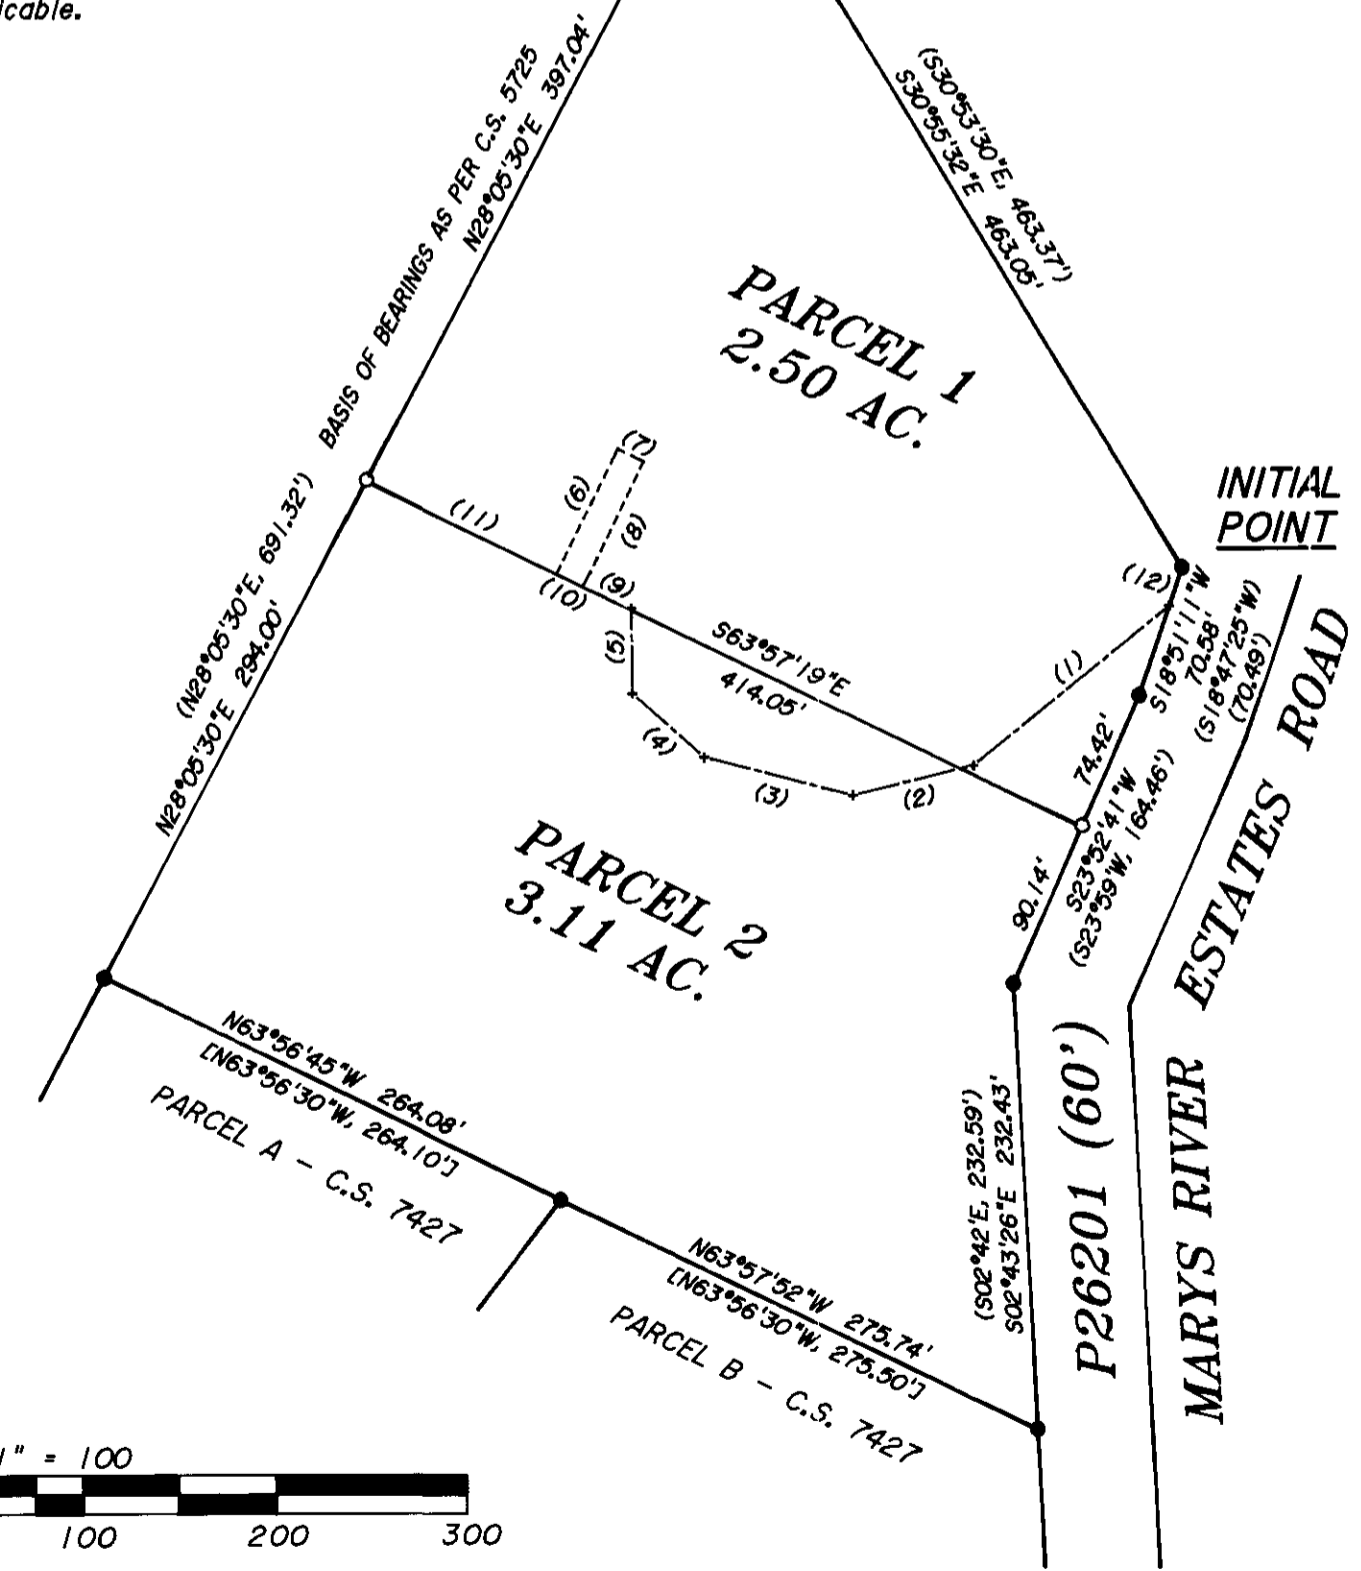 icable.
BASIS OF BEARINGS AS PER C.S. 5725
N28°05'30"E 397.04'
(S30°53'30"E, 463.37')
S30°55'32"E 463.05'
PARCEL 1
2.50 AC.
INITIAL
POINT
(N28°05'30"E, 691.32')
N28°05'30"E 294.00'
(11)
(6)
(7)
(8)
(9)
(10)
(5)
(4)
(3)
(2)
(1)
(12)
S63°57'19"E
414.05'
S18°51'11"W
70.58'
(S18°47'25"W)
(70.49')
74.42'
S23°52'41"W
(S23°59'W, 164.46')
90.14'
PARCEL 2
3.11 AC.
N63°56'45"W 264.08'
[N63°56'30"W, 264.10']
PARCEL A - C.S. 7427
N63°57'52"W 275.74'
[N63°56'30"W, 275.50']
PARCEL B - C.S. 7427
(S02°42'E, 232.59')
S02°43'26"E 232.43'
P26201 (60')
MARYS RIVER ESTATES ROAD
1" = 100
100
200
300